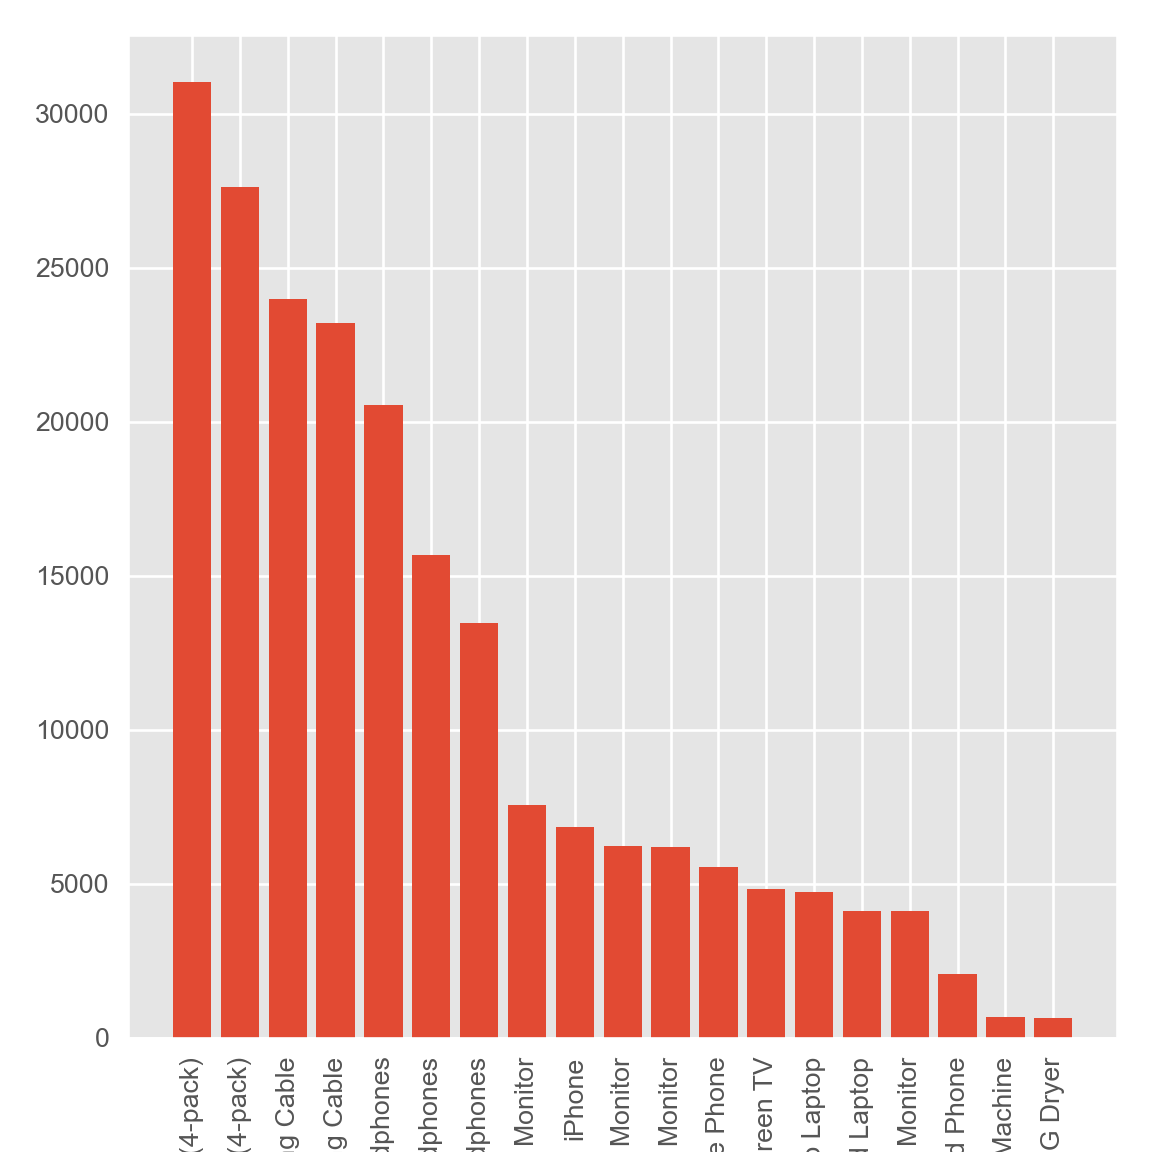 30000
25000
20000
15000
10000
5000
0
(4-pack)
(4-pack)
ng Cable
g Cable
dphones
dphones
dphones
Monitor
iPhone
Monitor
Monitor
e Phone
reen TV
o Laptop
d Laptop
Monitor
d Phone
Machine
G Dryer